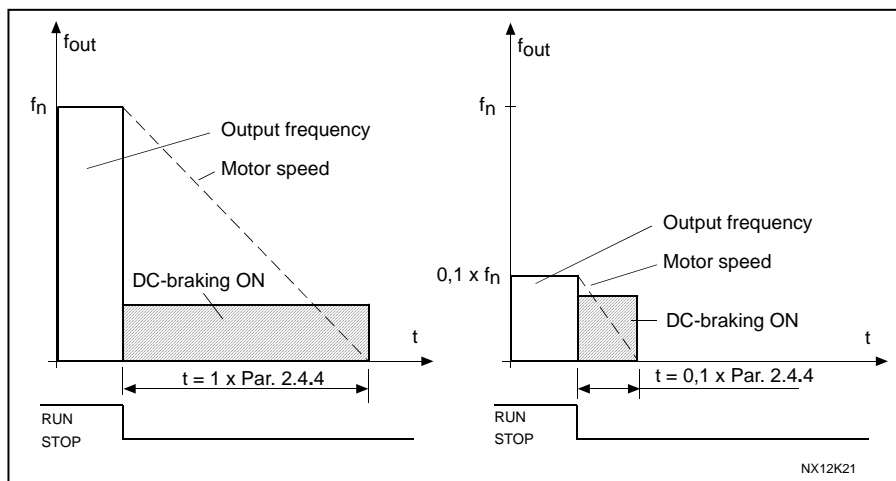 fout
fn
Output frequency
Motor speed
DC-braking ON
t
t = 1 x Par. 2.4.4
RUN
STOP
fout
fn
Output frequency
Motor speed
0,1 x fn
DC-braking ON
t
t = 0,1 x Par. 2.4.4
RUN
STOP
NX12K21